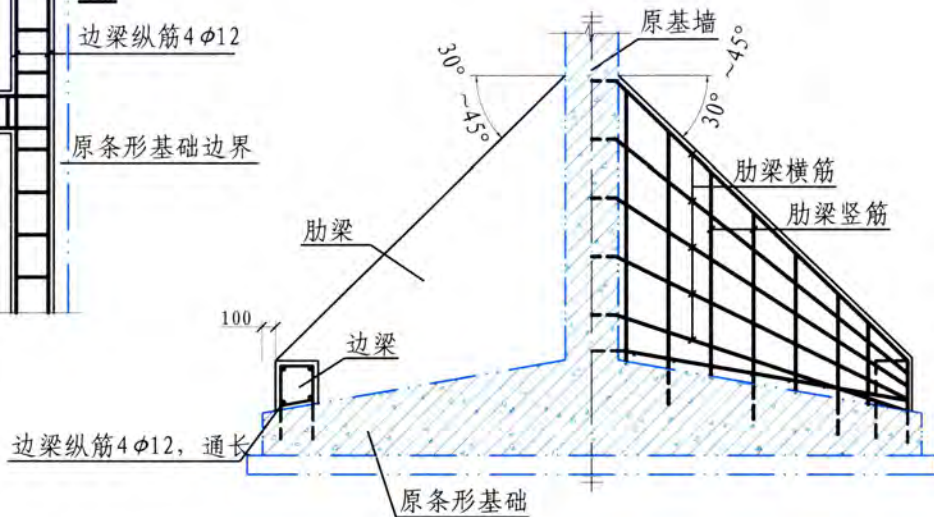 边梁纵筋4φ12
原基墙
30° ~45°
30° ~45°
原条形基础边界
肋梁横筋
肋梁竖筋
肋梁
100
边梁
边梁纵筋4φ12，通长
原条形基础